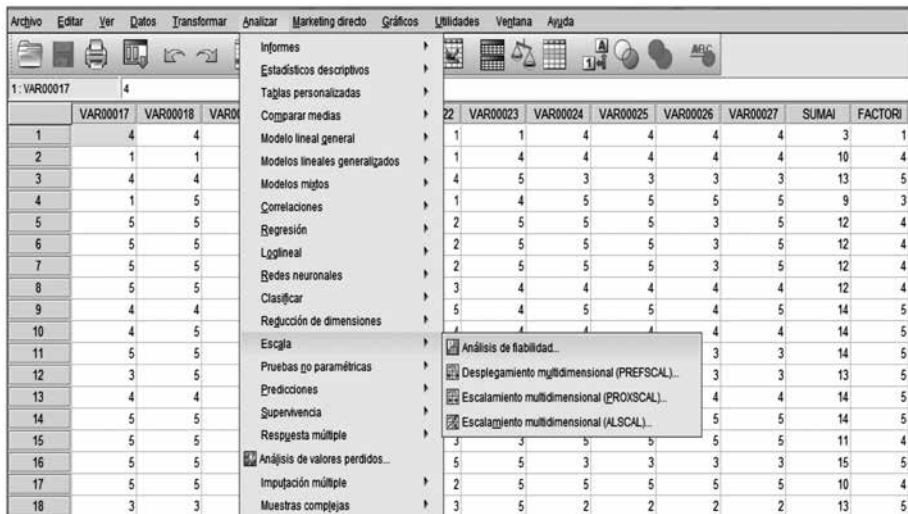 Archivo Editar Ver Datos Transformar Analizar Marketing directo Gráficos Utilidades Ventana Ayuda
1 : VAR00017 4
VAR00017 VAR00018 VAR00 22 VAR00023 VAR00024 VAR00025 VAR00026 VAR00027 SUMAI FACTORI
1 4 4 1 1 4 4 4 4 3 1
2 1 1 1 4 4 4 4 4 10 4
3 4 4 4 5 3 3 3 3 13 5
4 1 5 1 4 5 5 5 5 9 3
5 5 5 2 5 5 5 3 5 12 4
6 5 5 2 5 5 5 3 5 12 4
7 5 5 2 5 5 5 3 5 12 4
8 5 5 3 4 4 4 4 4 12 4
9 4 4 5 4 5 5 4 5 14 5
10 4 5 4 4 4 4 4 4 14 5
11 5 5 3 3 14 5
12 3 5 3 3 13 5
13 4 4 4 4 14 5
14 5 5 5 5 14 5
15 5 5 3 3 5 5 5 5 11 4
16 5 5 5 5 3 3 3 3 15 5
17 5 5 2 5 5 5 5 5 10 4
18 3 3 3 5 2 2 2 2 13 5
Informes
Estadísticos descriptivos
Tablas personalizadas
Comparar medias
Modelo lineal general
Modelos lineales generalizados
Modelos mixtos
Correlaciones
Regresión
Loglineal
Redes neuronales
Clasificar
Reducción de dimensiones
Escala
Pruebas no paramétricas
Predicciones
Supervivencia
Respuesta múltiple
Análisis de valores perdidos...
Imputación múltiple
Muestras complejas
Análisis de fiabilidad...
Desplegamiento multidimensional (PREFSCAL)...
Escalamiento multidimensional (PROXSCAL)...
Escalamiento multidimensional (ALSCAL)...